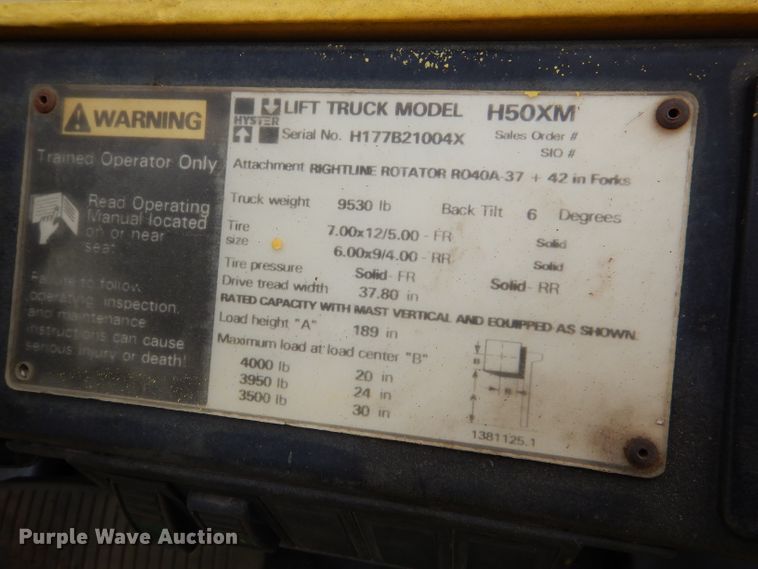 WARNING
Trained Operator Only
Read Operating
Manual located
on or near
seat.
Failure to follow
operating, inspection,
and maintenance
instructions can cause
serious injury or death!
HYSTER
LIFT TRUCK MODEL H50XM
Serial No. H177B21004X Sales Order #
SIO #
Attachment RIGHTLINE ROTATOR RO40A-37 + 42 in Forks
Truck weight 9530 lb Back Tilt 6 Degrees
Tire size 7.00x12/5.00 - FR Solid
6.00x9/4.00 - RR Solid
Tire pressure Solid- FR Solid- RR
Drive tread width 37.80 in
RATED CAPACITY WITH MAST VERTICAL AND EQUIPPED AS SHOWN.
Load height "A" 189 in
Maximum load at load center "B"
4000 lb 20 in
3950 lb 24 in
3500 lb 30 in
B
B
A
1381125.1
Purple Wave Auction